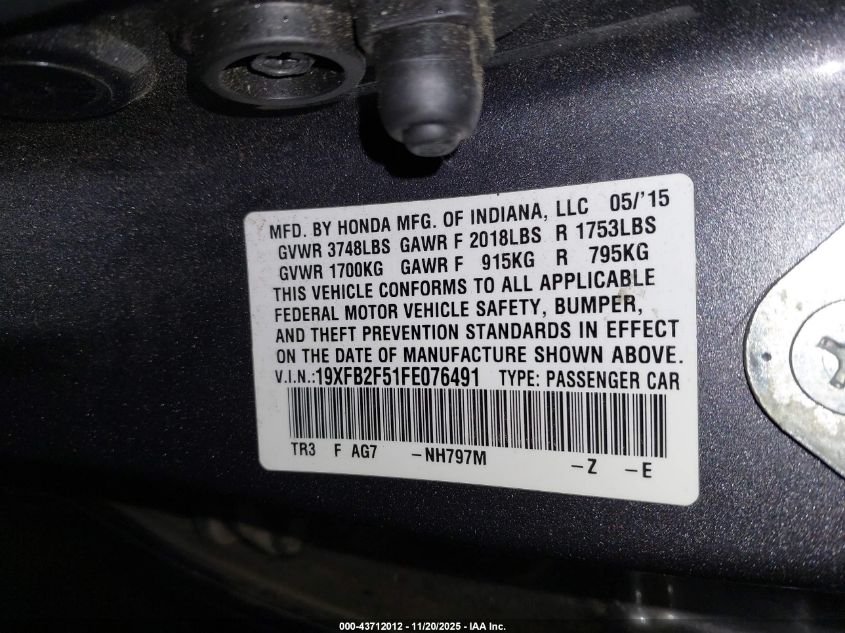 MFD. BY HONDA MFG. OF INDIANA, LLC 05/'15
GVWR 3748LBS GAWR F 2018LBS R 1753LBS
GVWR 1700KG GAWR F 915KG R 795KG
THIS VEHICLE CONFORMS TO ALL APPLICABLE
FEDERAL MOTOR VEHICLE SAFETY, BUMPER,
AND THEFT PREVENTION STANDARDS IN EFFECT
ON THE DATE OF MANUFACTURE SHOWN ABOVE.
V.I.N.:19XFB2F51FE076491 TYPE: PASSENGER CAR
TR3 F AG7 -NH797M -Z -E
000-43712012 - 11/20/2025 - IAA Inc.